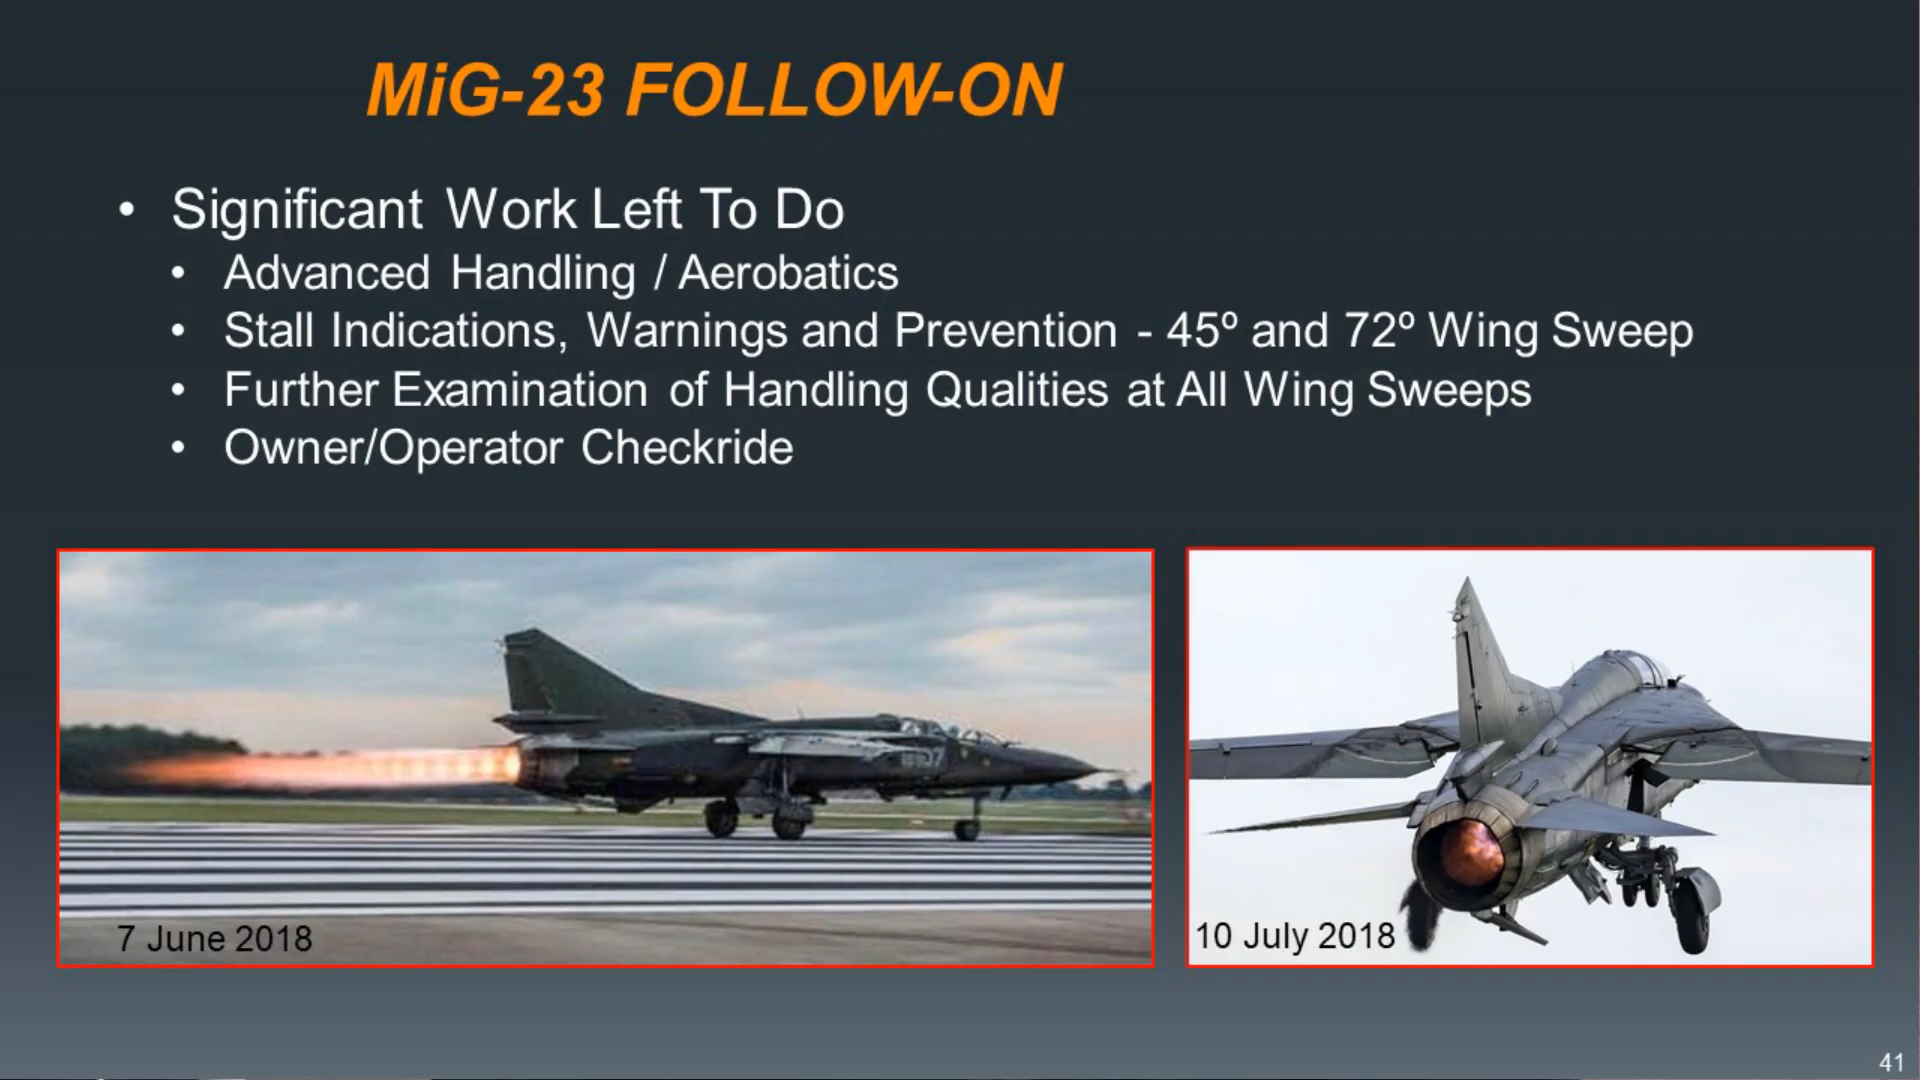 MiG-23 FOLLOW-ON
• Significant Work Left To Do
• Advanced Handling / Aerobatics
• Stall Indications, Warnings and Prevention - 45º and 72º Wing Sweep
• Further Examination of Handling Qualities at All Wing Sweeps
• Owner/Operator Checkride
7 June 2018
10 July 2018
41